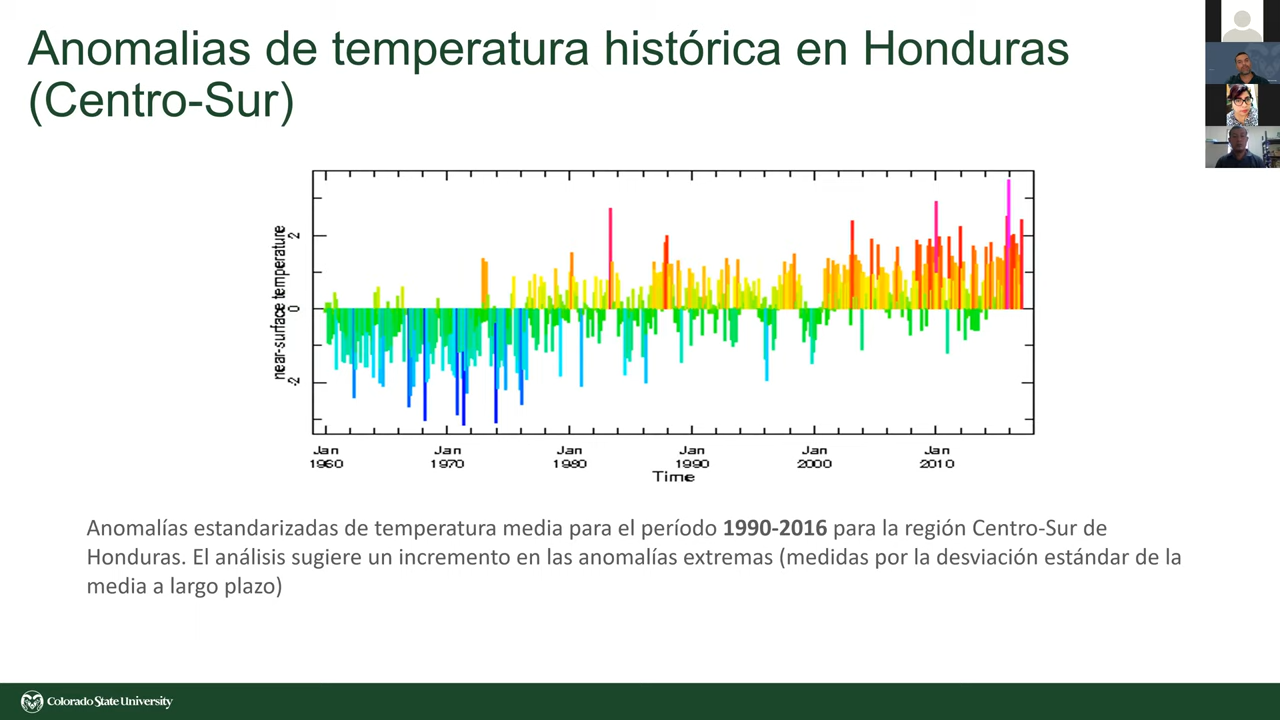 Anomalias de temperatura histórica en Honduras
(Centro-Sur)
near-surface temperature
2
0
-2
Jan Jan Jan Jan Jan Jan
1960 1970 1980 1990 2000 2010
Time
Anomalías estandarizadas de temperatura media para el período 1990-2016 para la región Centro-Sur de
Honduras. El análisis sugiere un incremento en las anomalías extremas (medidas por la desviación estándar de la
media a largo plazo)
Colorado State University